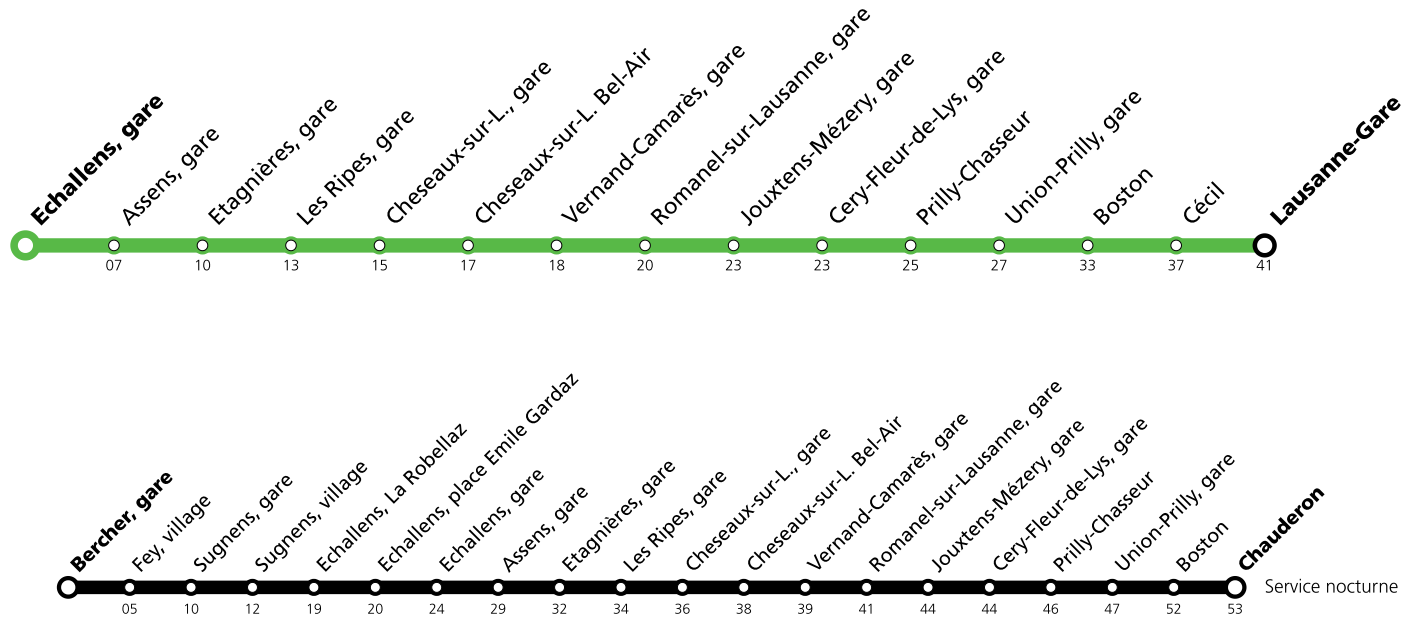 Echallens, gare
Assens, gare
Etagnières, gare
Les Ripes, gare
Cheseaux-sur-L., gare
Cheseaux-sur-L. Bel-Air
Vernand-Camarès, gare
Romanel-sur-Lausanne, gare
Jouxtens-Mézery, gare
Cery-Fleur-de-Lys, gare
Prilly-Chasseur
Union-Prilly, gare
Boston
Cécil
Lausanne-Gare
07 10 13 15 17 18 20 23 23 25 27 33 37 41
Bercher, gare
Fey, village
Sugnens, gare
Sugnens, village
Echallens, La Robellaz
Echallens, place Emile Gardaz
Echallens, gare
Assens, gare
Etagnières, gare
Les Ripes, gare
Cheseaux-sur-L., gare
Cheseaux-sur-L. Bel-Air
Vernand-Camarès, gare
Romanel-sur-Lausanne, gare
Jouxtens-Mézery, gare
Cery-Fleur-de-Lys, gare
Prilly-Chasseur
Union-Prilly, gare
Boston
Chauderon
Service nocturne
05 10 12 19 20 24 29 32 34 36 38 39 41 44 44 46 47 52 53